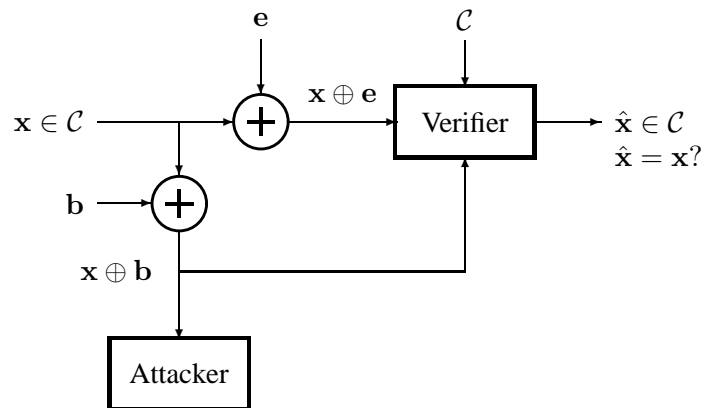 e
𝒞
x ⊕ e
x ∈ 𝒞
Verifier
x̂ ∈ 𝒞
x̂ = x?
b
x ⊕ b
Attacker